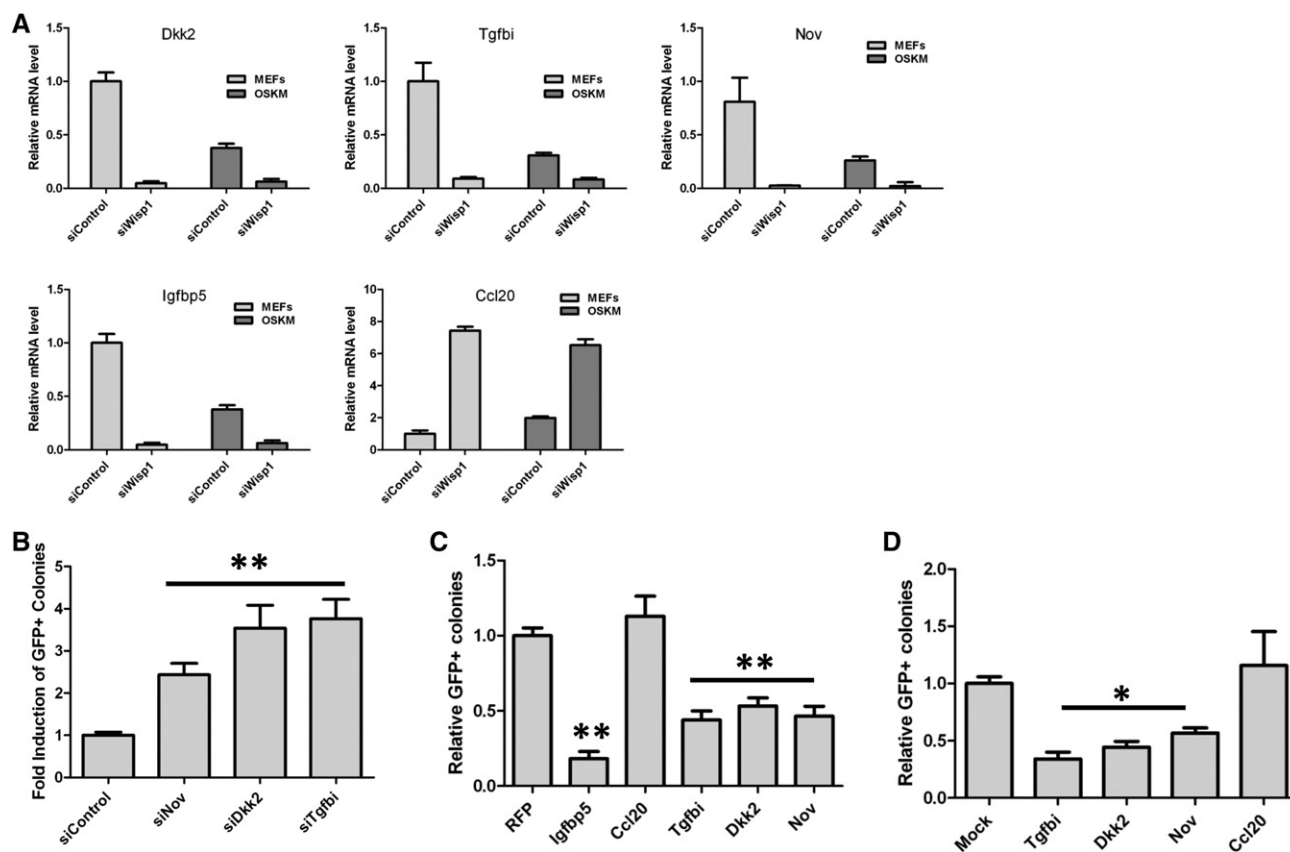 A
Dkk2
Relative mRNA level
1.5
1.0
0.5
0.0
MEFs
OSKM
siControl
siWisp1
siControl
siWisp1
Tgfbi
Relative mRNA level
1.5
1.0
0.5
0.0
MEFs
OSKM
siControl
siWisp1
siControl
siWisp1
Nov
Relative mRNA level
1.5
1.0
0.5
0.0
MEFs
OSKM
siControl
siWisp1
siControl
siWisp1
Igfbp5
Relative mRNA level
1.5
1.0
0.5
0.0
MEFs
OSKM
siControl
siWisp1
siControl
siWisp1
Ccl20
Relative mRNA level
10
8
6
4
2
0
MEFs
OSKM
siControl
siWisp1
siControl
siWisp1
B
Fold Induction of GFP+ Colonies
5
4
3
2
1
0
**
siControl
siNov
siDkk2
siTgfbi
C
Relative GFP+ colonies
1.5
1.0
0.5
0.0
**
**
RFP
Igfbp5
Ccl20
Tgfbi
Dkk2
Nov
D
Relative GFP+ colonies
2.0
1.5
1.0
0.5
0.0
*
Mock
Tgfbi
Dkk2
Nov
Ccl20